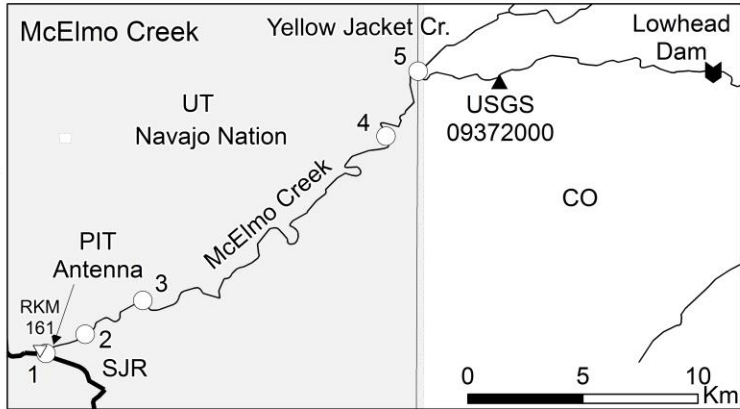 McElmo Creek
Yellow Jacket Cr.
Lowhead
Dam
5
UT
Navajo Nation
4
USGS
09372000
McElmo Creek
CO
PIT
Antenna
3
RKM
161
2
1
SJR
0
5
10
Km